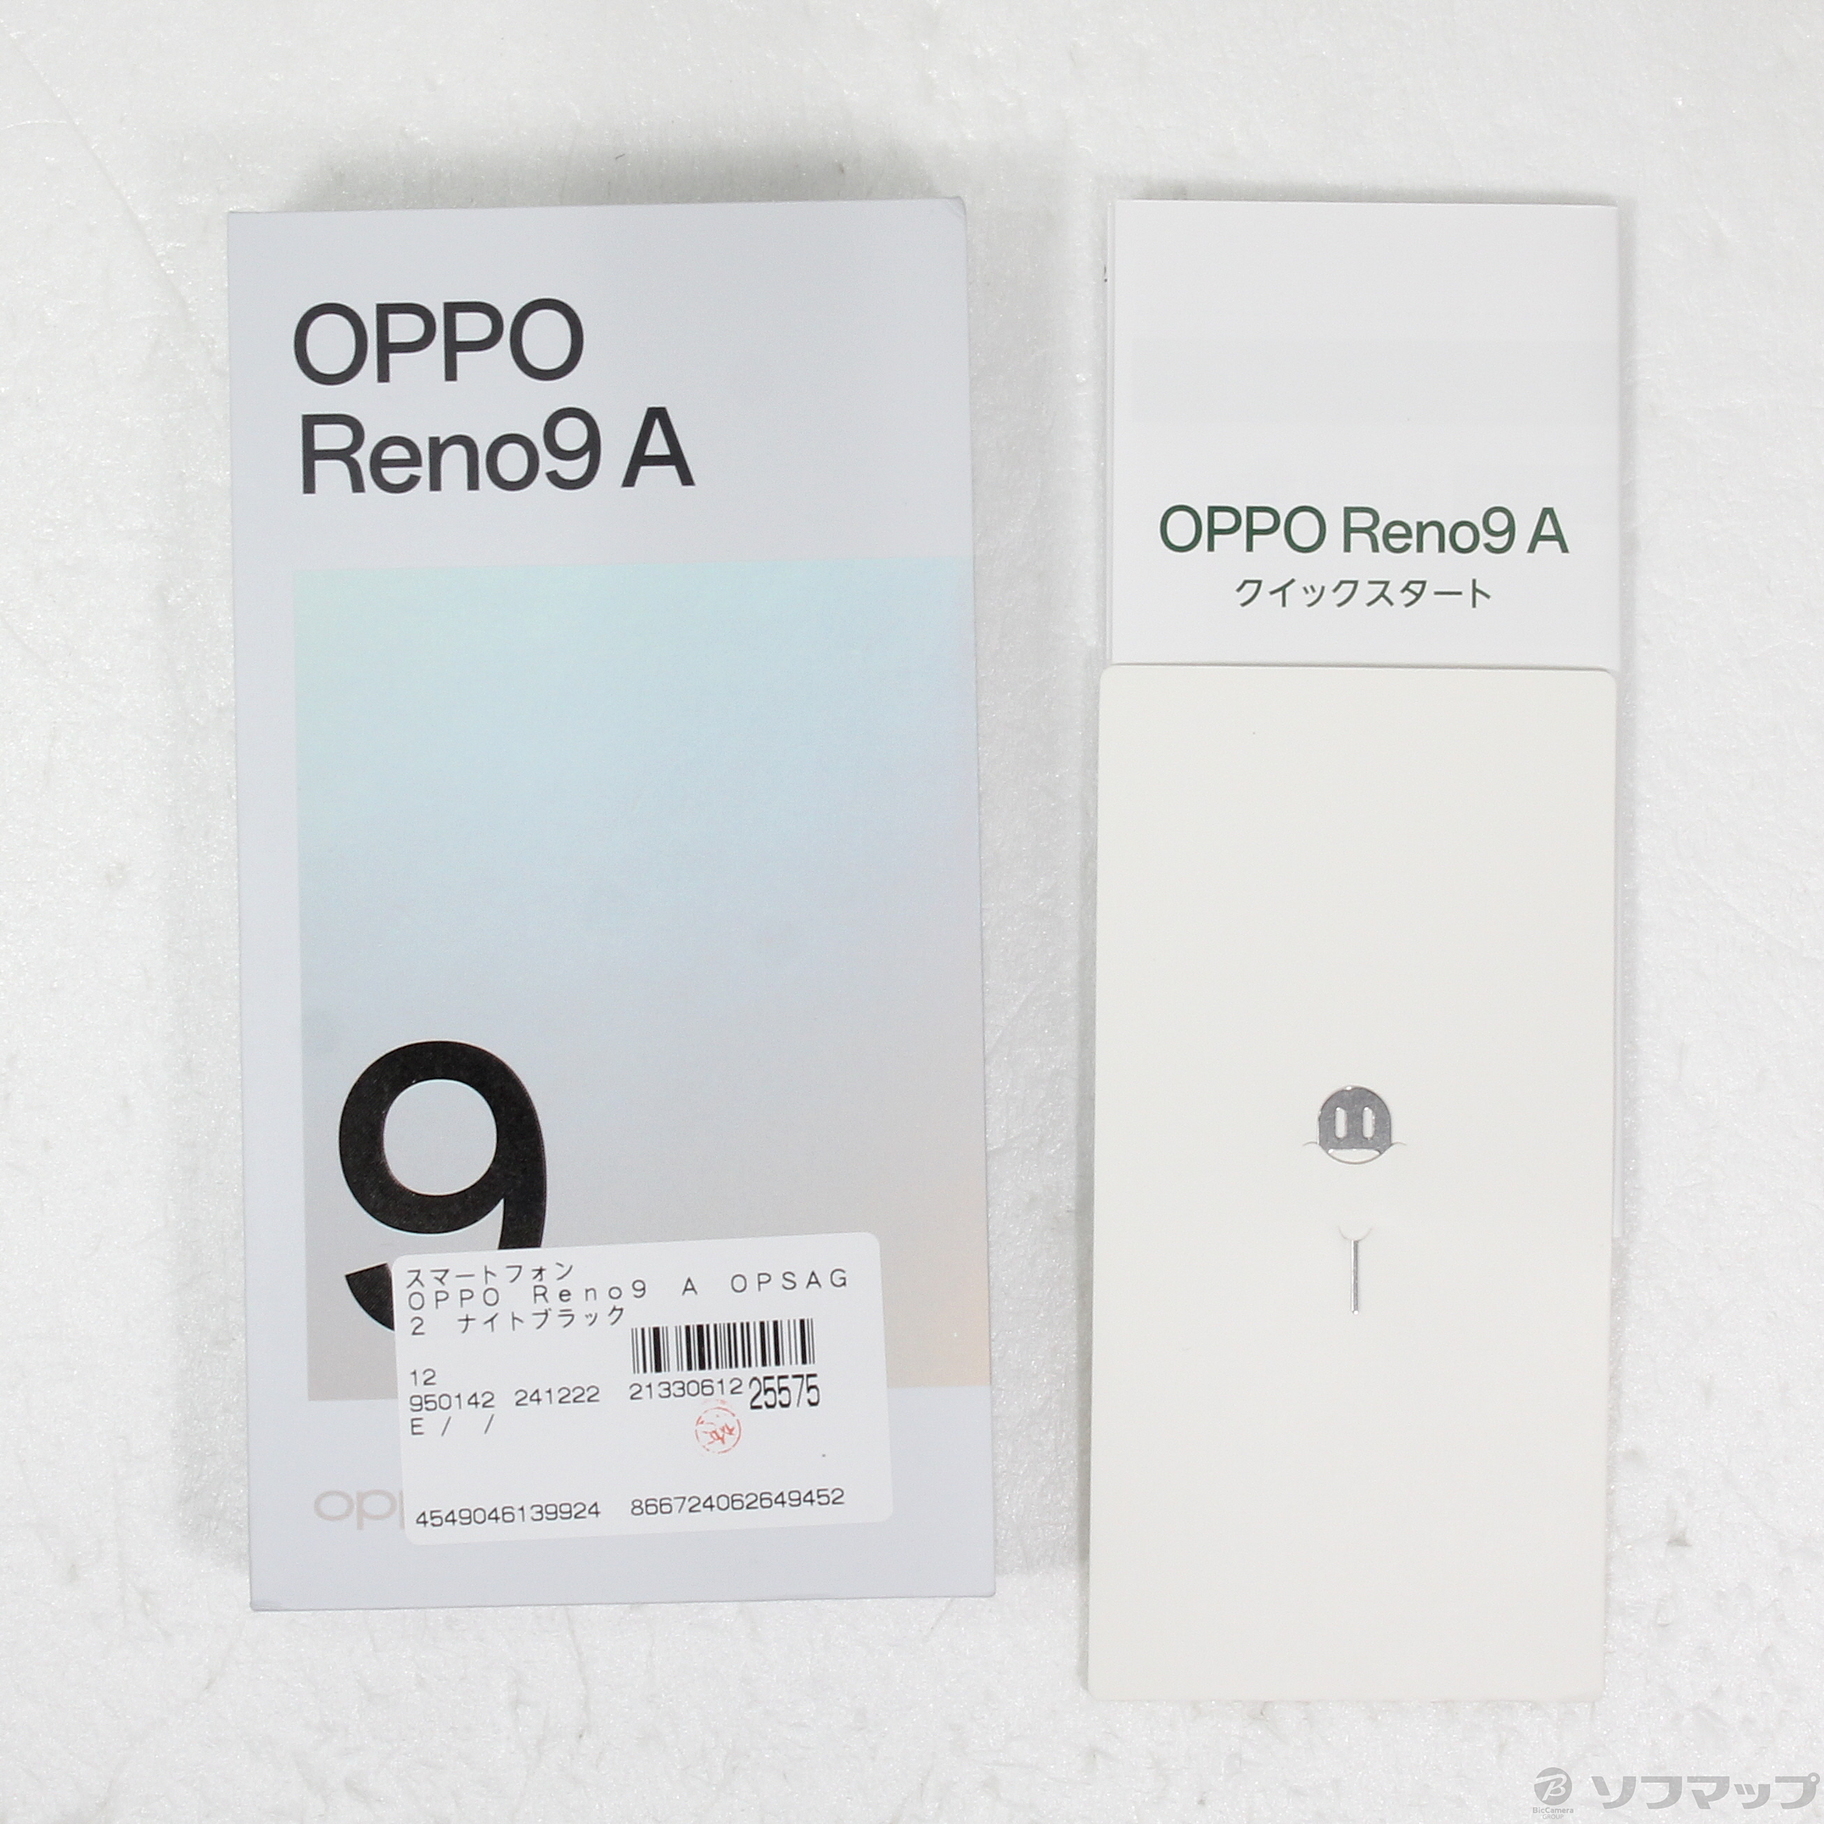 OPPO
Reno9 A
9
スマートフォン
OPPO Reno9 A OPSAG
2 ナイトブラック
12
950142 241222 21330612 25575
E / /
4549046139924 866724062649452
OPPO Reno9 A
クイックスタート
B
BicCamera
GROUP
ソフマップ